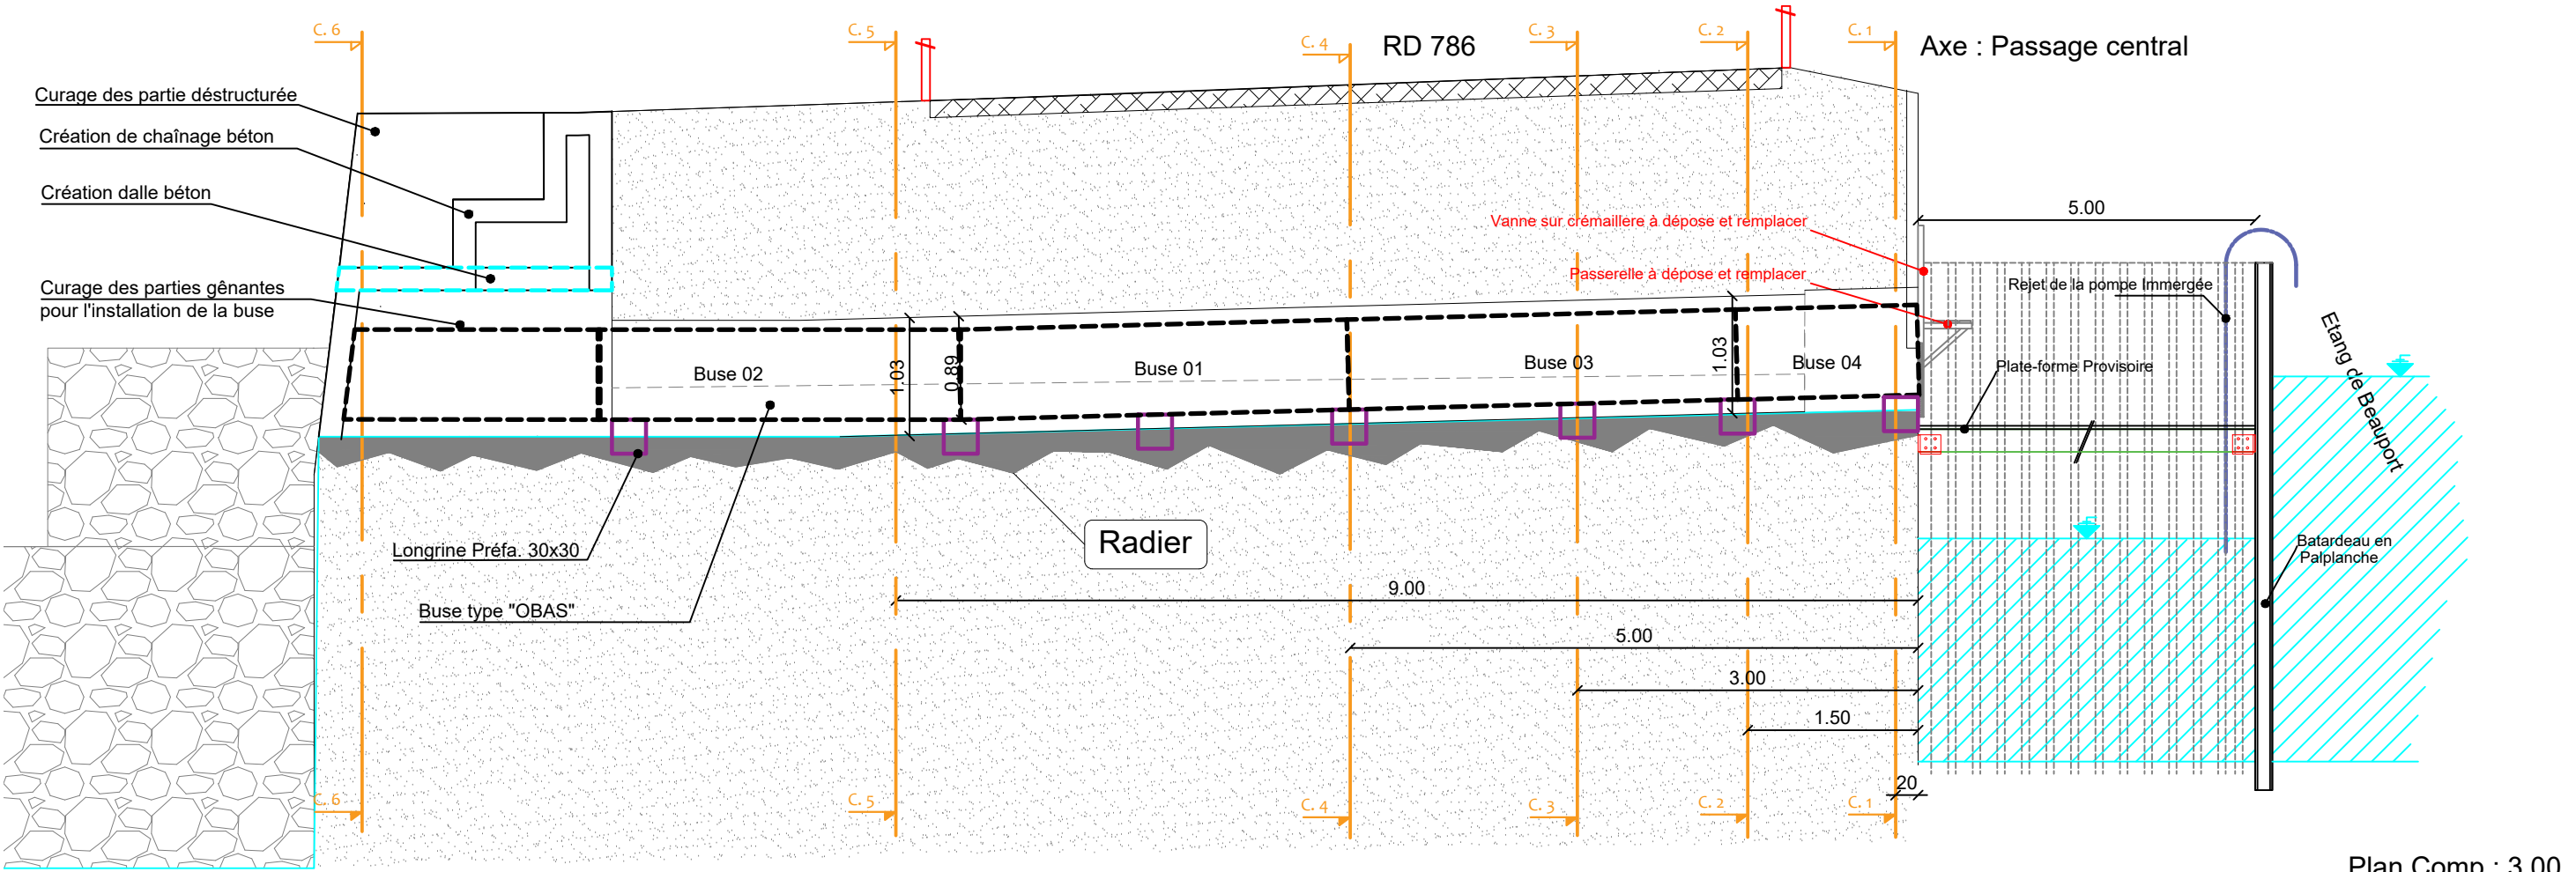 C. 6
C. 5
C. 4
RD 786
C. 3
C. 2
C. 1
Axe : Passage central
Curage des partie déstructurée
Création de chaînage béton
Création dalle béton
Curage des parties gênantes
pour l'installation de la buse
5.00
Vanne sur crémaillere à dépose et remplacer
Passerelle à dépose et remplacer
Rejet de la pompe Immergée
Etang de Beauport
Buse 02
1.03
0.89
Buse 01
Buse 03
1.03
Buse 04
Plate-forme Provisoire
Longrine Préfa. 30x30
Radier
Batardeau en
Palplanche
Buse type "OBAS"
9.00
5.00
3.00
1.50
20
C. 6
C. 5
C. 4
C. 3
C. 2
C. 1
Plan Comp : 3.00